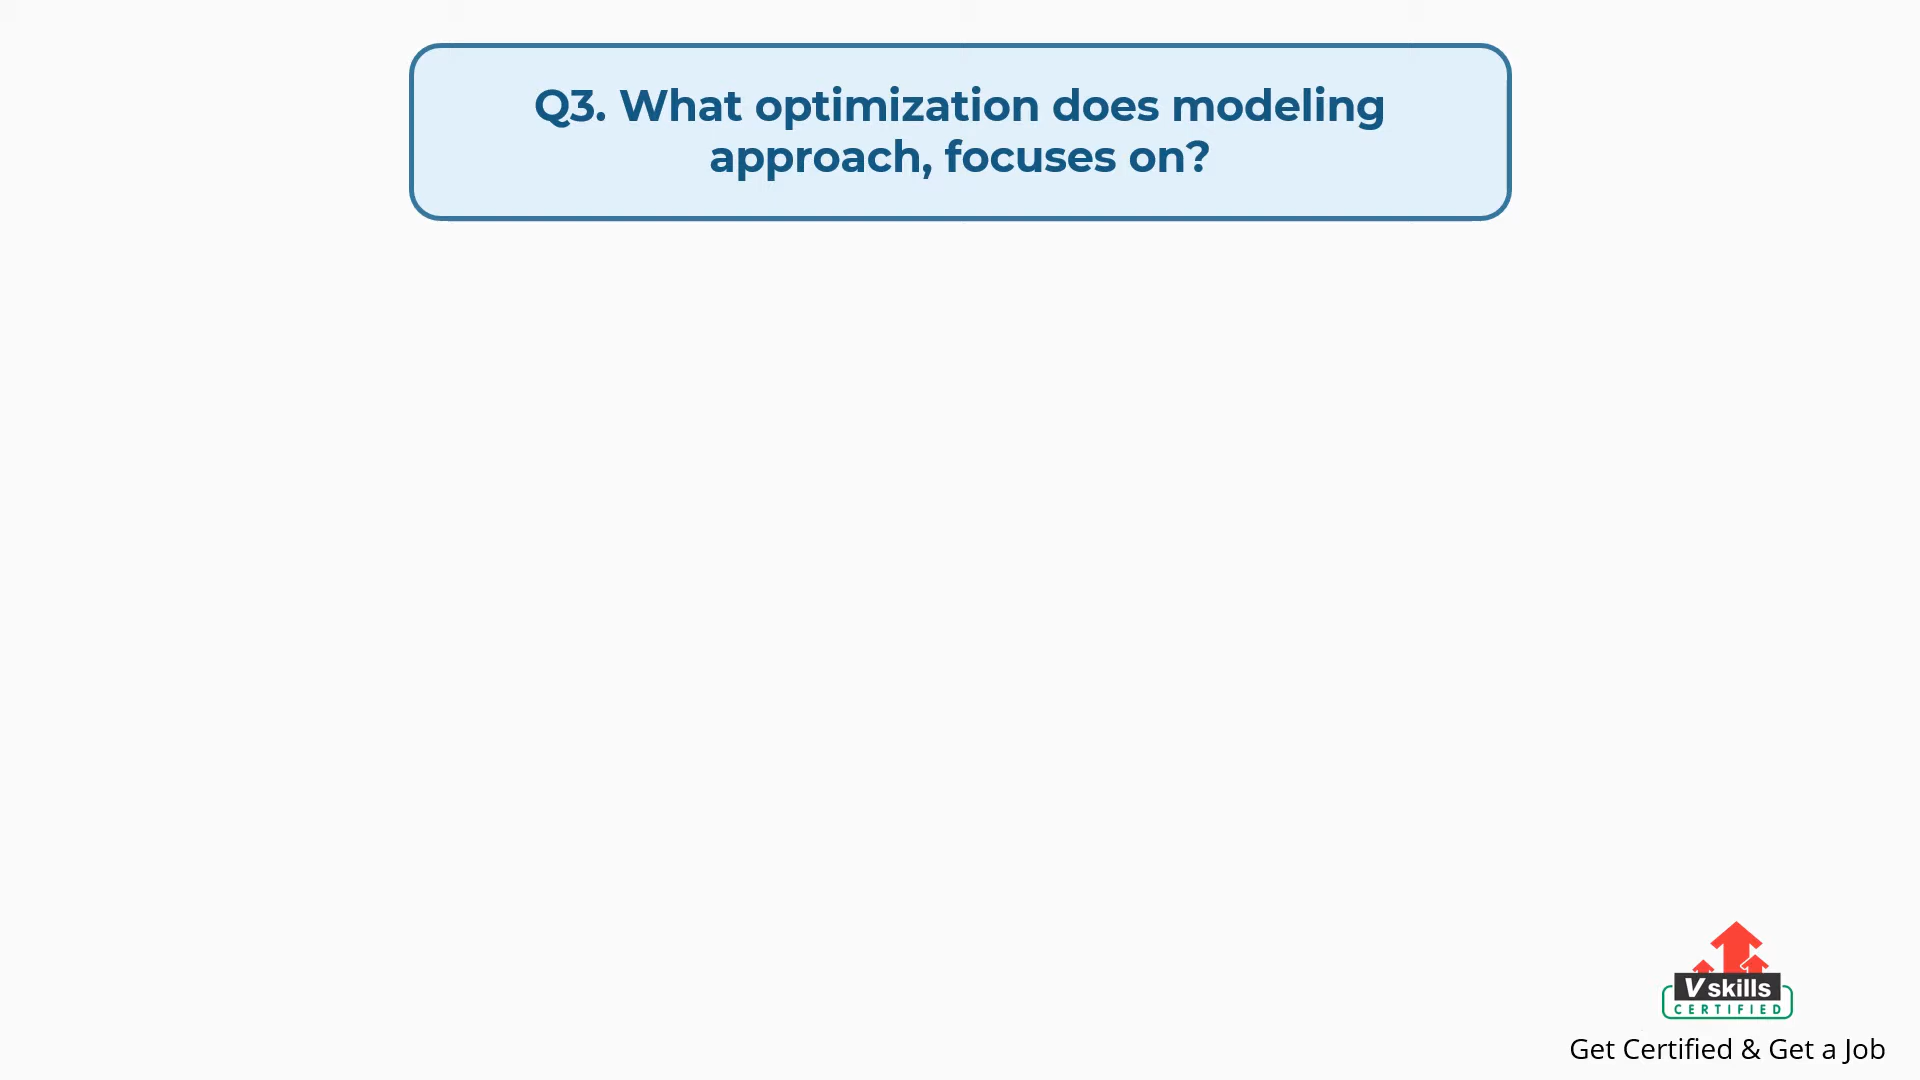 Q3. What optimization does modeling
approach, focuses on?
Vskills
CERTIFIED
Get Certified & Get a Job